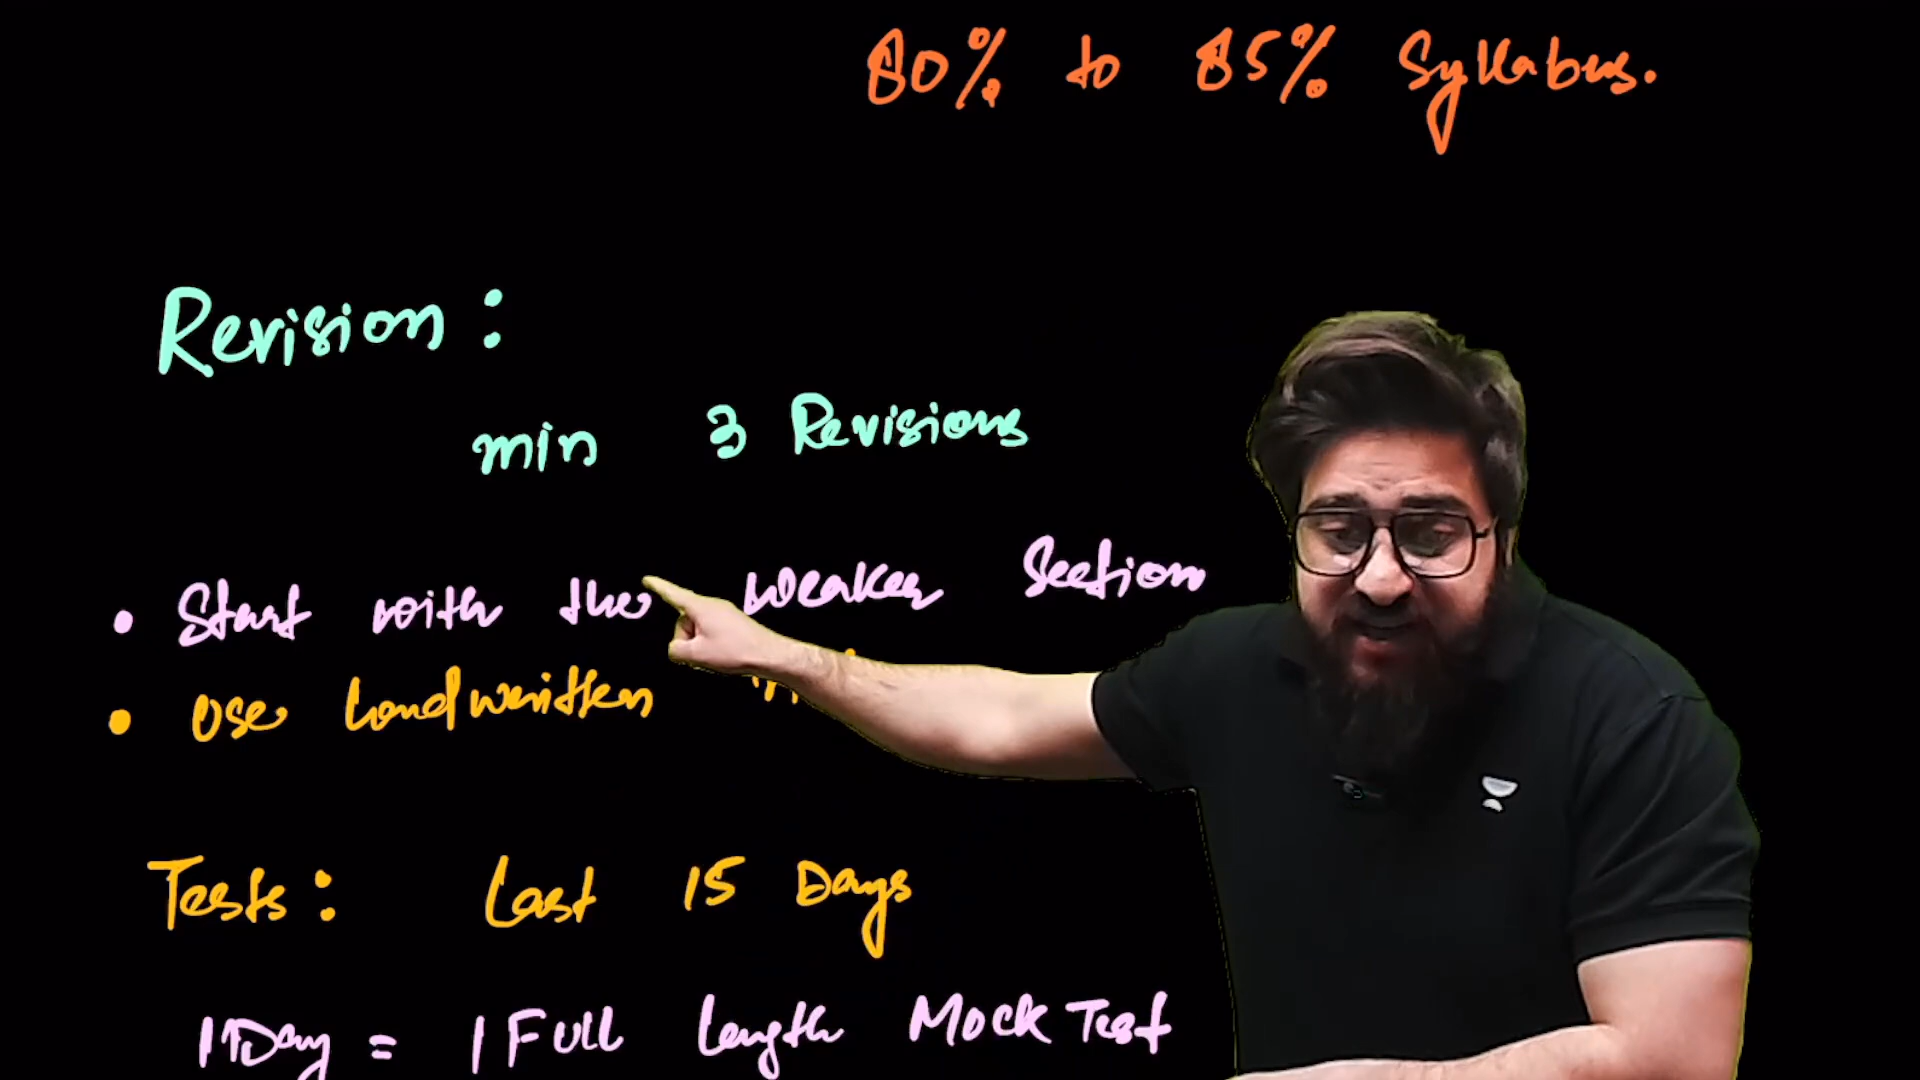 80% to 85% Syllabus.
Revision :
min 3 Revisions
• Start with the weaker Section
• Use handwritten
Tests : Last 15 Days
1 Day = 1 Full Length Mock Test